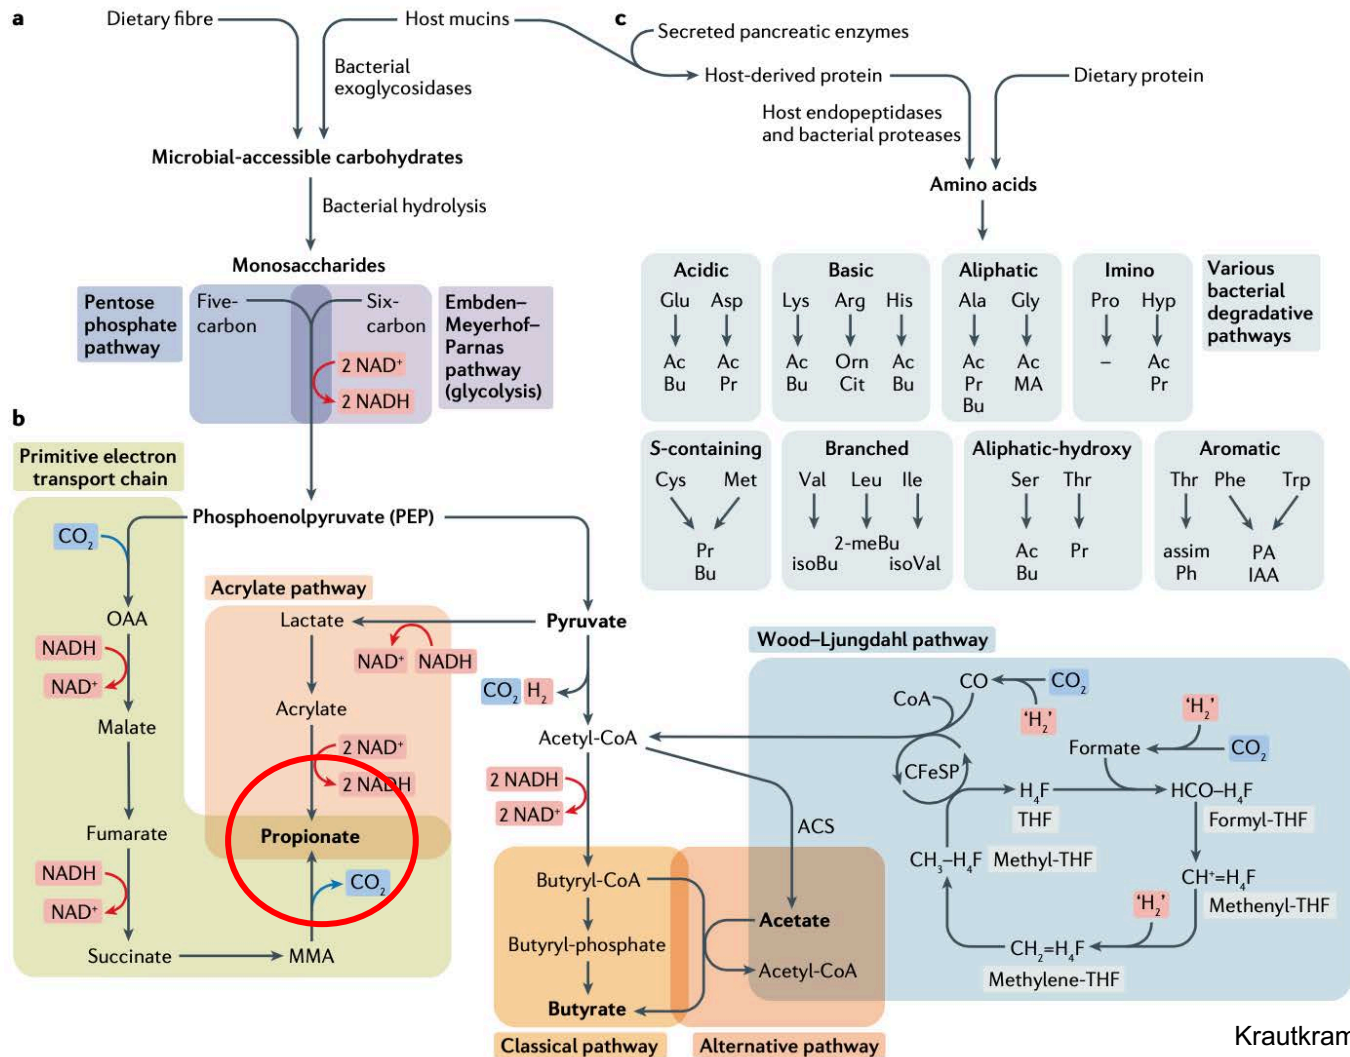 a
Dietary fibre
Host mucins
Bacterial
exoglycosidases
Microbial-accessible carbohydrates
Bacterial hydrolysis
Monosaccharides
Pentose
phosphate
pathway
Five-
carbon
Six-
carbon
2 NAD⁺
2 NADH
Embden–
Meyerhof–
Parnas
pathway
(glycolysis)
b
Primitive electron
transport chain
Phosphoenolpyruvate (PEP)
CO₂
OAA
NADH
NAD⁺
Malate
Fumarate
NADH
NAD⁺
Succinate
MMA
CO₂
Propionate
Acrylate pathway
Lactate
NAD⁺ NADH
Acrylate
2 NAD⁺
2 NADH
Pyruvate
CO₂ H₂
Acetyl-CoA
2 NADH
2 NAD⁺
ACS
Butyryl-CoA
Butyryl-phosphate
Butyrate
Acetate
Acetyl-CoA
Classical pathway
Alternative pathway
Wood–Ljungdahl pathway
CO
CO₂
'H₂'
CoA
CFeSP
Formate
'H₂'
CO₂
H₄F
THF
HCO–H₄F
Formyl-THF
CH₃–H₄F
Methyl-THF
CH⁺=H₄F
Methenyl-THF
'H₂'
CH₂=H₄F
Methylene-THF
c
Secreted pancreatic enzymes
Host-derived protein
Dietary protein
Host endopeptidases
and bacterial proteases
Amino acids
Acidic
Glu Asp
Ac Ac
Bu Pr
Basic
Lys Arg His
Ac Orn Ac
Bu Cit Bu
Aliphatic
Ala Gly
Ac Ac
Pr MA
Bu
Imino
Pro Hyp
– Ac
Pr
Various
bacterial
degradative
pathways
S-containing
Cys Met
Pr
Bu
Branched
Val Leu Ile
2-meBu
isoBu isoVal
Aliphatic-hydroxy
Ser Thr
Ac Pr
Bu
Aromatic
Thr Phe Trp
assim PA
Ph IAA
Krautkram